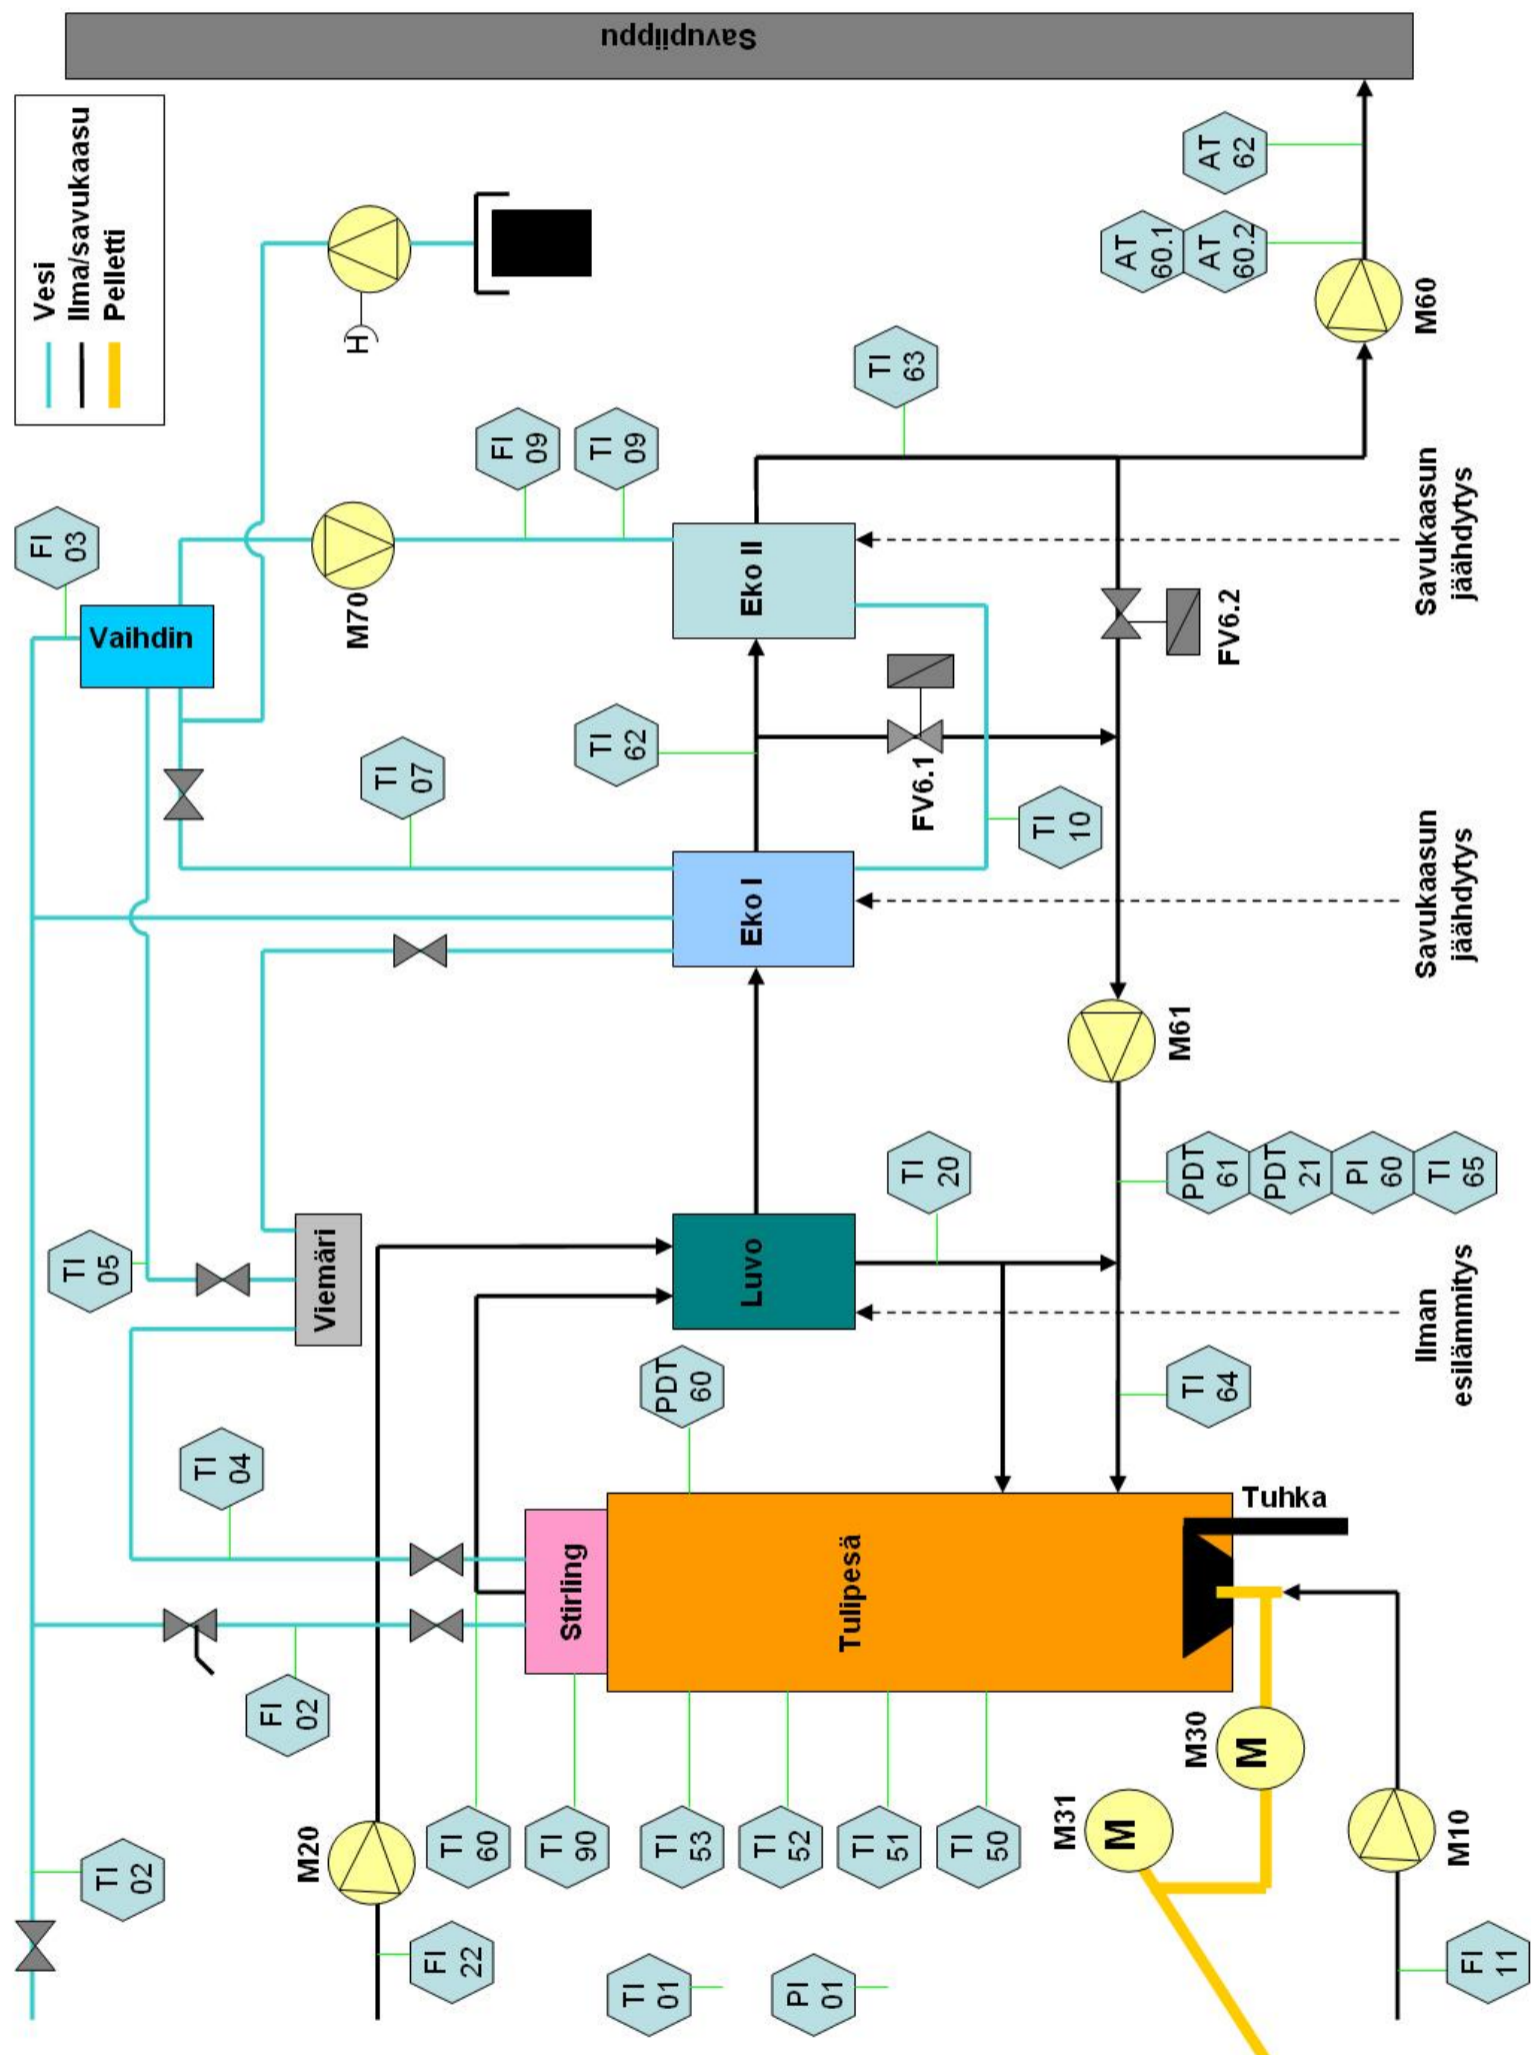 TI
02
TI
05
FI
03
Vesi
Ilma/savukaasu
Pelletti
Vaihdin
TI
04
FI
02
M20
Viemäri
TI
07
M70
H
FI
22
TI
60
TI
90
Stirling
FI
09
TI
09
TI
62
Savupiippu
TI
01
PI
01
TI
53
TI
52
TI
51
TI
50
PDT
60
Tulipesä
Luvo
Eko I
Eko II
TI
20
FV6.1
TI
63
TI
10
M31
M
M30
M
Tuhka
TI
64
PDT
61
PDT
21
PI
60
TI
65
M61
FV6.2
AT
60.1
AT
60.2
AT
62
M60
FI
11
M10
Ilman
esilämmitys
Savukaasun
jäähdytys
Savukaasun
jäähdytys